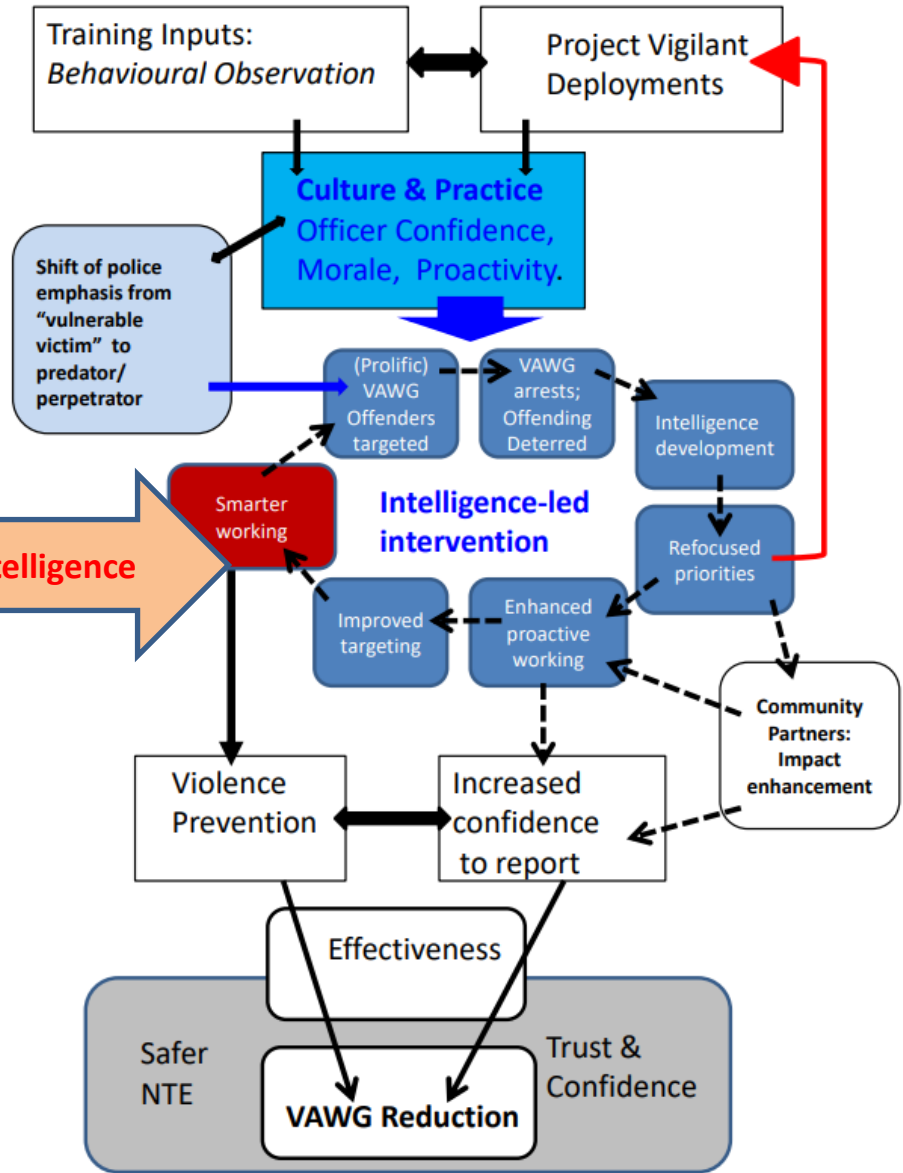 Training Inputs:
Behavioural Observation
Project Vigilant
Deployments
Culture & Practice
Officer Confidence,
Morale, Proactivity.
Shift of police
emphasis from
“vulnerable
victim” to
predator/
perpetrator
(Prolific)
VAWG
Offenders
targeted
VAWG
arrests;
Offending
Deterred
Intelligence
development
Smarter
working
Intelligence-led
intervention
Refocused
priorities
Improved
targeting
Enhanced
proactive
working
Community
Partners:
Impact
enhancement
Violence
Prevention
Increased
confidence
to report
Effectiveness
Safer
NTE
Trust &
Confidence
VAWG Reduction